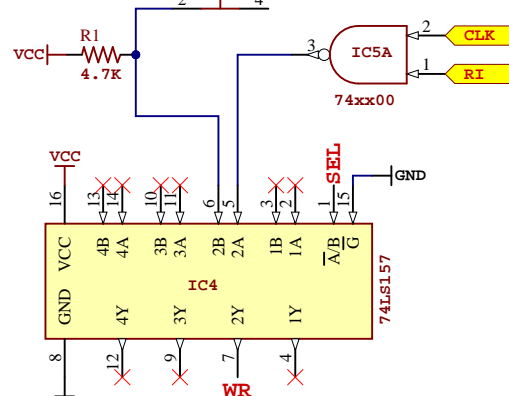 2 4
R1
VCC
4.7K
3
IC5A
2
CLK
1
RI
74xx00
VCC
SEL
GND
16
13
14
10
11
6
5
3
2
1
15
VCC
4B
4A
3B
3A
2B
2A
1B
1A
A/B
G
IC4
74LS157
GND
4Y
3Y
2Y
1Y
8
12
9
7
4
WR